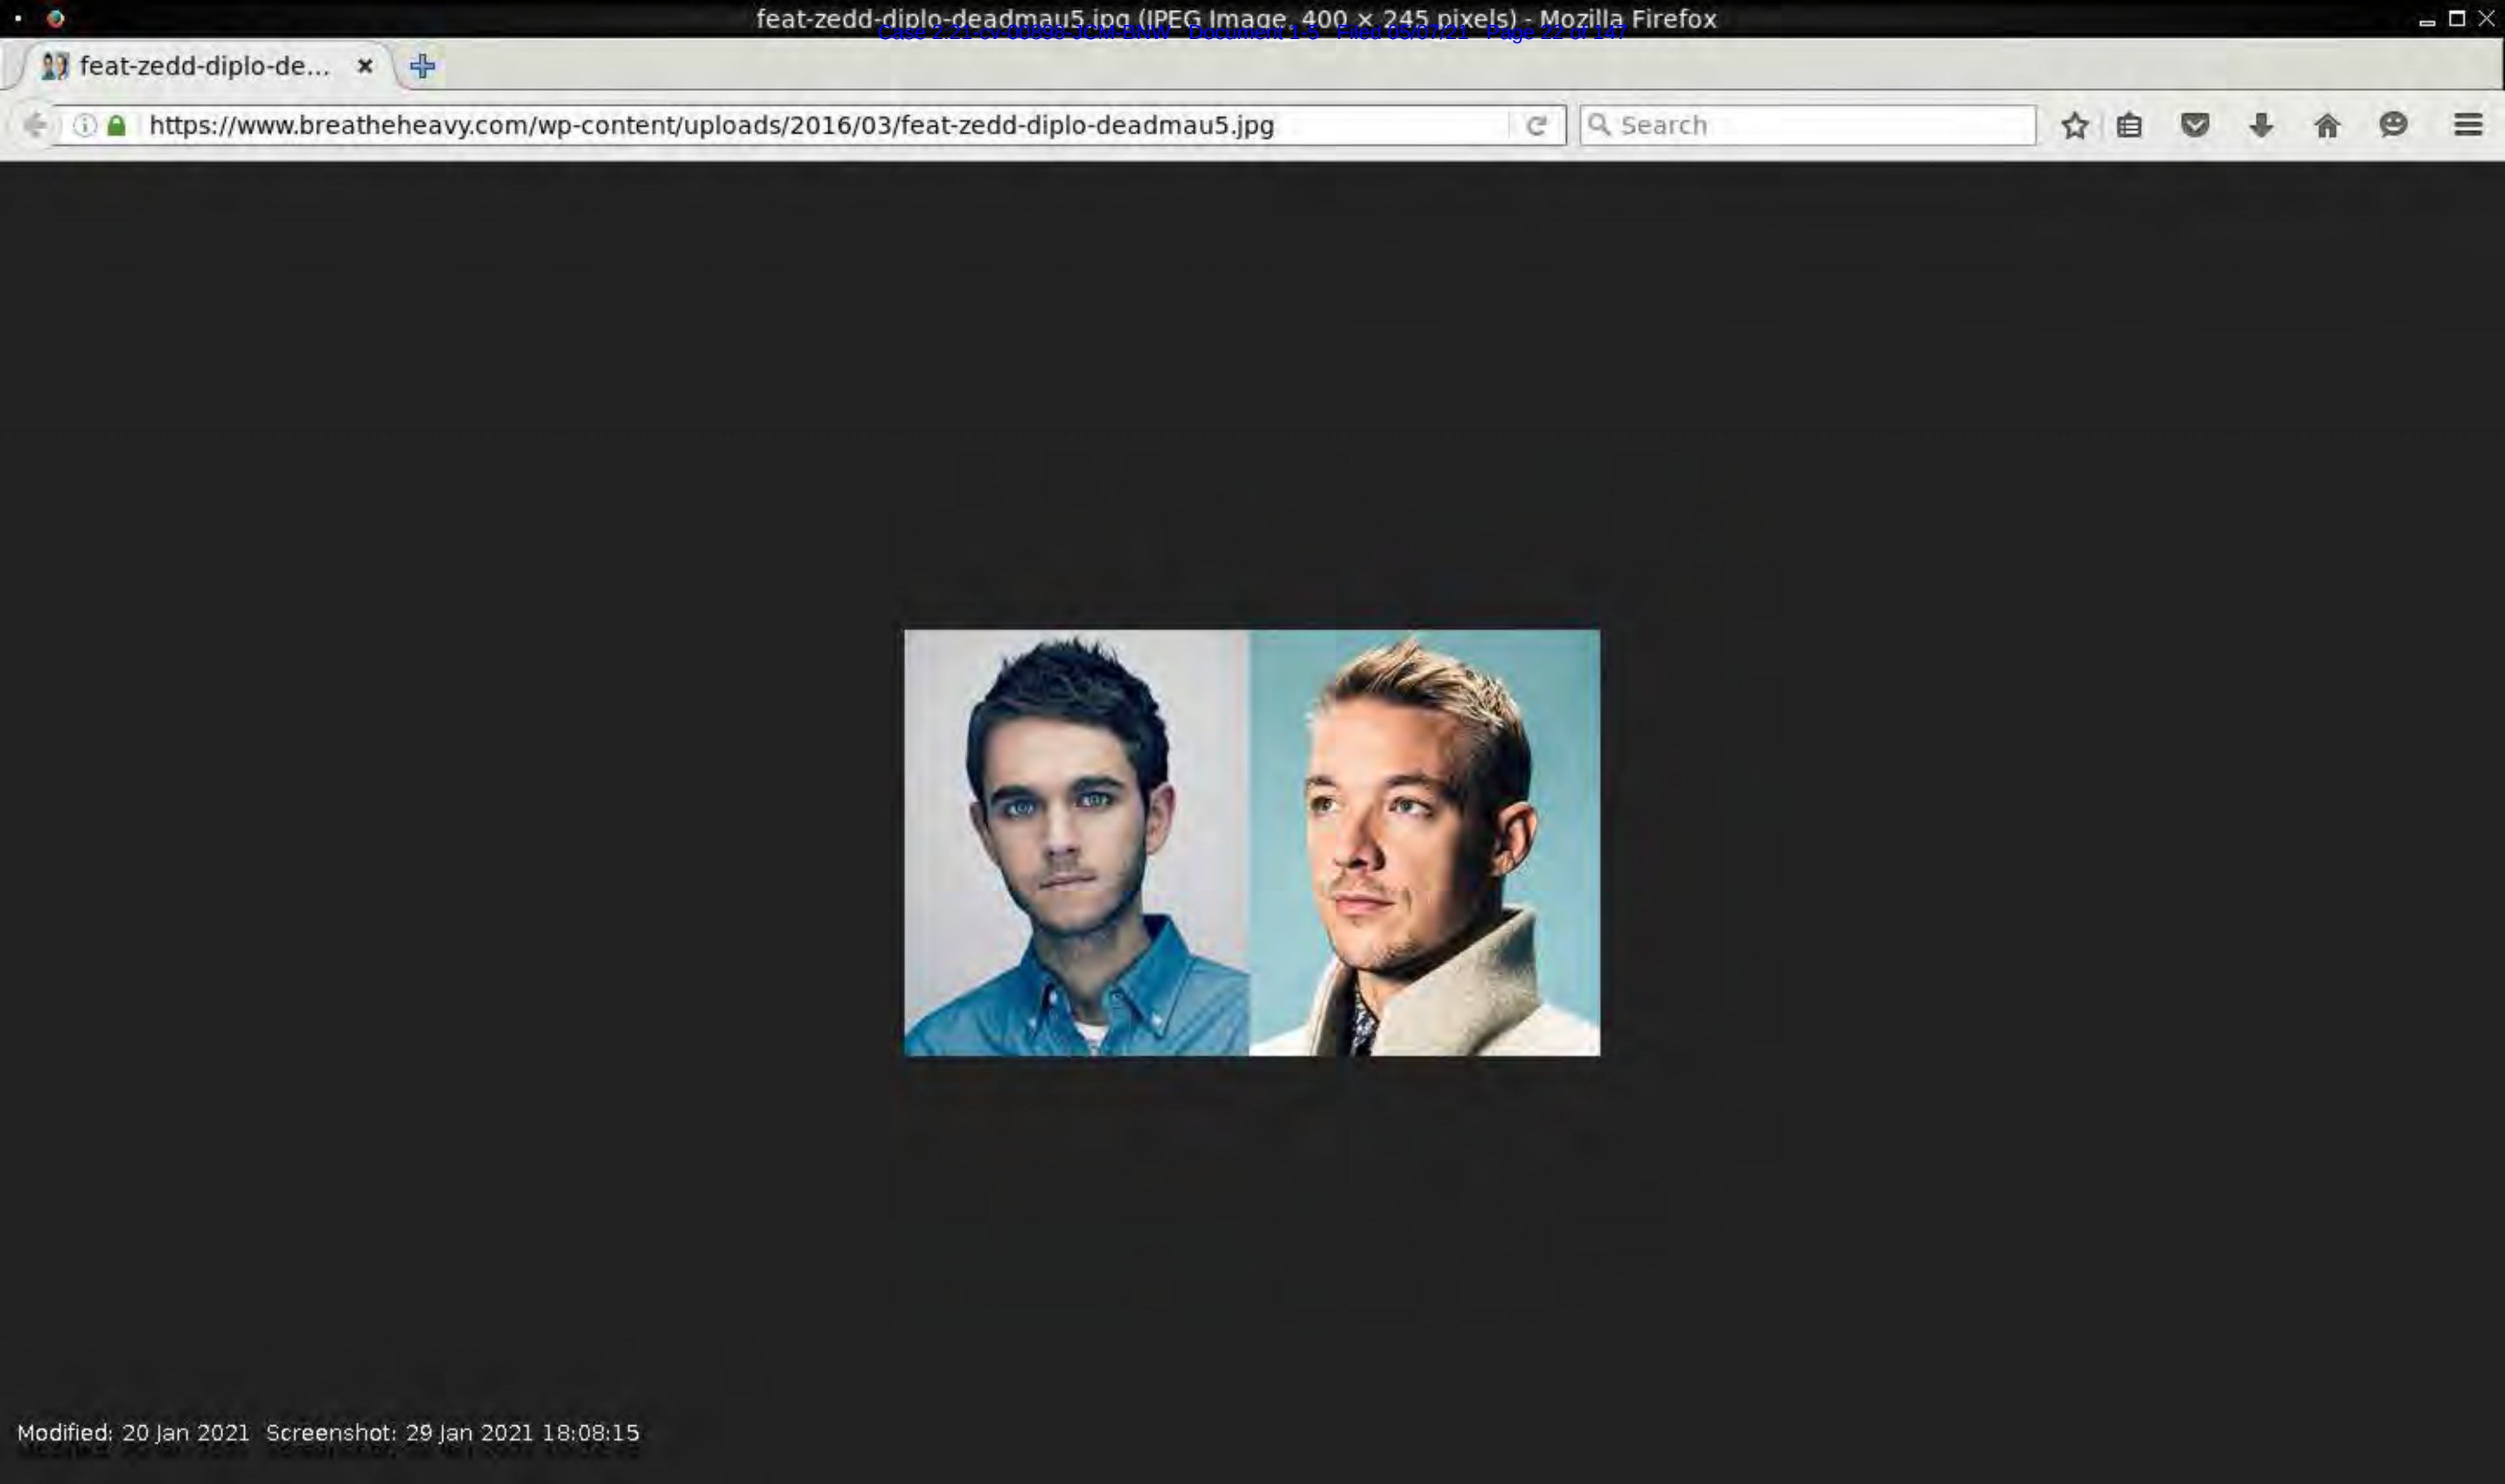 feat-zedd-diplo-deadmau5.jpg (JPEG Image, 400 × 245 pixels) - Mozilla Firefox
Case 2:21-cv-00898-JCM-BNW Document 1-5 Filed 05/07/21 Page 22 of 147
feat-zedd-diplo-de...
https://www.breatheheavy.com/wp-content/uploads/2016/03/feat-zedd-diplo-deadmau5.jpg
Search
Modified: 20 Jan 2021 Screenshot: 29 Jan 2021 18:08:15